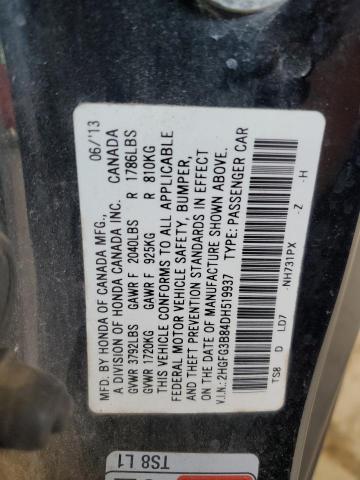 MFD. BY HONDA OF CANADA MFG., 06/'13
A DIVISION OF HONDA CANADA INC. CANADA
GVWR 3792LBS GAWR F 2040LBS R 1786LBS
GVWR 1720KG GAWR F 925KG R 810KG
THIS VEHICLE CONFORMS TO ALL APPLICABLE
FEDERAL MOTOR VEHICLE SAFETY, BUMPER,
AND THEFT PREVENTION STANDARDS IN EFFECT
ON THE DATE OF MANUFACTURE SHOWN ABOVE.
V.I.N.: 2HGFG3B84DH519937 TYPE: PASSENGER CAR
NH731PX -Z -H
TS8 D LD7
TS8 L1